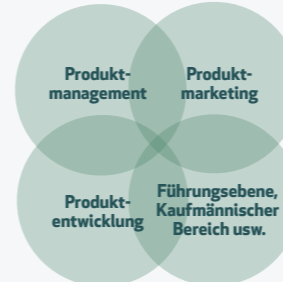 Produkt-
management
Produkt-
marketing
Produkt-
entwicklung
Führungsebene,
Kaufmännischer
Bereich usw.